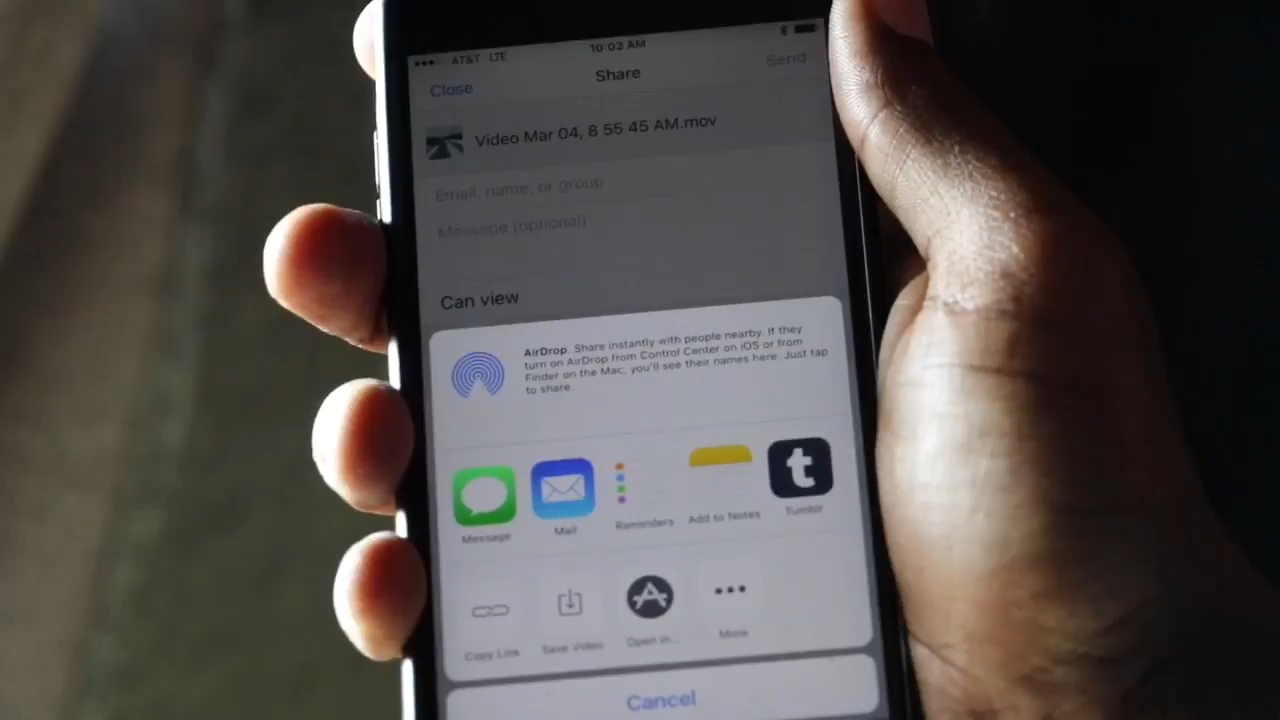 AT&T LTE 10:03 AM
Close Share Send
Video Mar 04, 8 55 45 AM.mov
Email, name, or group
Message (optional)
Can view
AirDrop. Share instantly with people nearby. If they
turn on AirDrop from Control Center on iOS or from
Finder on the Mac, you'll see their names here. Just tap
to share.
t
Message Mail Reminders Add to Notes Tumblr
Copy Link Save Video Open in... More
Cancel